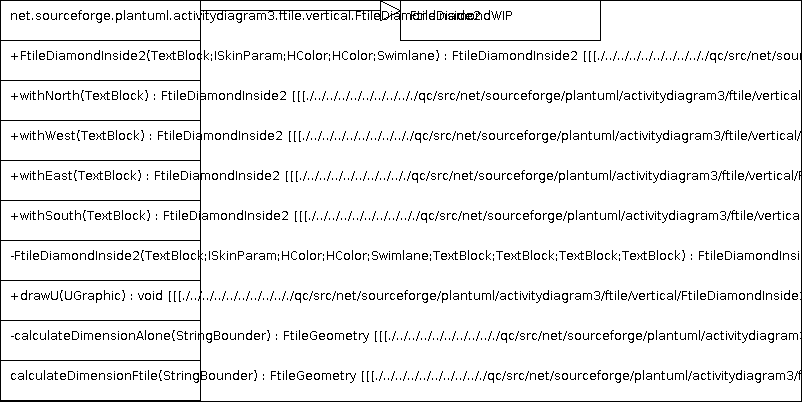 net.sourceforge.plantuml.activitydiagram3.ftile.vertical.FtileDiamondInside2
FtileDiamondWIP
+FtileDiamondInside2(TextBlock;ISkinParam;HColor;HColor;Swimlane) : FtileDiamondInside2 [[[./../../../../../../../../qc/src/net/sou
+withNorth(TextBlock) : FtileDiamondInside2 [[[./../../../../../../../../qc/src/net/sourceforge/plantuml/activitydiagram3/ftile/vertical
+withWest(TextBlock) : FtileDiamondInside2 [[[./../../../../../../../../qc/src/net/sourceforge/plantuml/activitydiagram3/ftile/vertical/
+withEast(TextBlock) : FtileDiamondInside2 [[[./../../../../../../../../qc/src/net/sourceforge/plantuml/activitydiagram3/ftile/vertical/F
+withSouth(TextBlock) : FtileDiamondInside2 [[[./../../../../../../../../qc/src/net/sourceforge/plantuml/activitydiagram3/ftile/vertica
-FtileDiamondInside2(TextBlock;ISkinParam;HColor;HColor;Swimlane;TextBlock;TextBlock;TextBlock;TextBlock) : FtileDiamondInsi
+drawU(UGraphic) : void [[[./../../../../../../../../qc/src/net/sourceforge/plantuml/activitydiagram3/ftile/vertical/FtileDiamondInside
-calculateDimensionAlone(StringBounder) : FtileGeometry [[[./../../../../../../../../qc/src/net/sourceforge/plantuml/activitydiagram3
calculateDimensionFtile(StringBounder) : FtileGeometry [[[./../../../../../../../../qc/src/net/sourceforge/plantuml/activitydiagram3/f